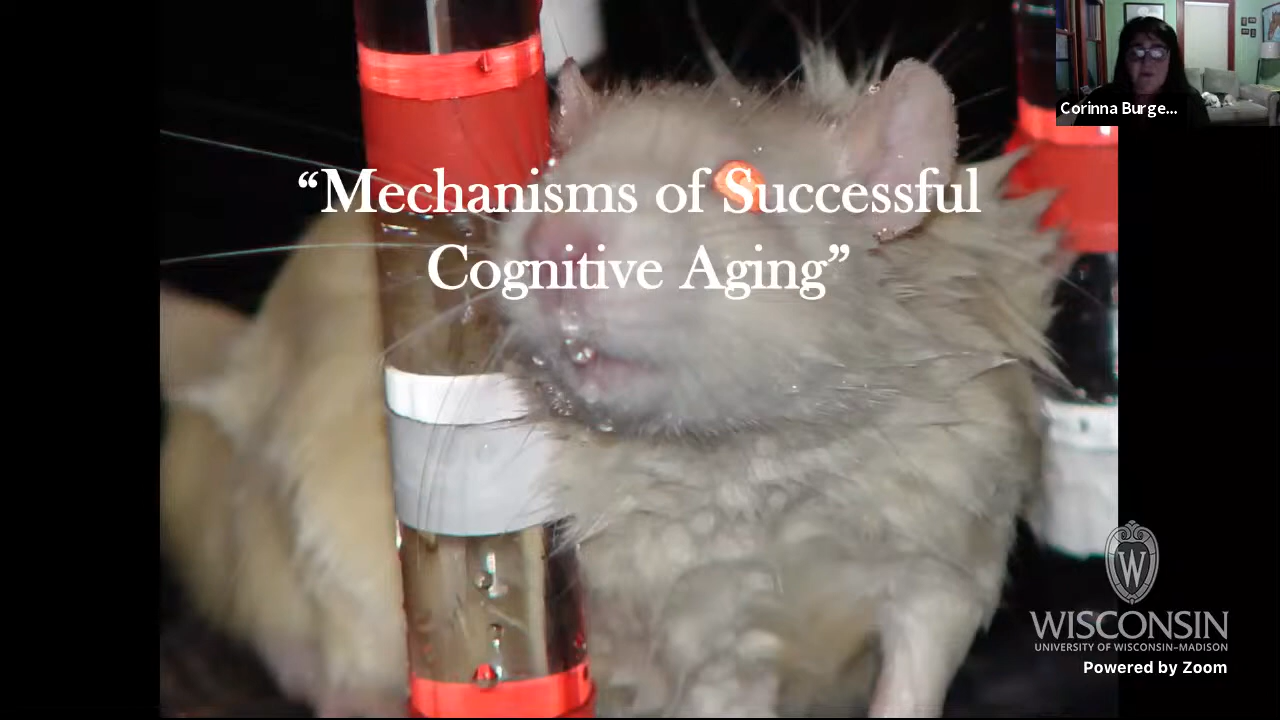 Corinna Burge...
“Mechanisms of Successful
Cognitive Aging”
W
WISCONSIN
UNIVERSITY OF WISCONSIN–MADISON
Powered by Zoom